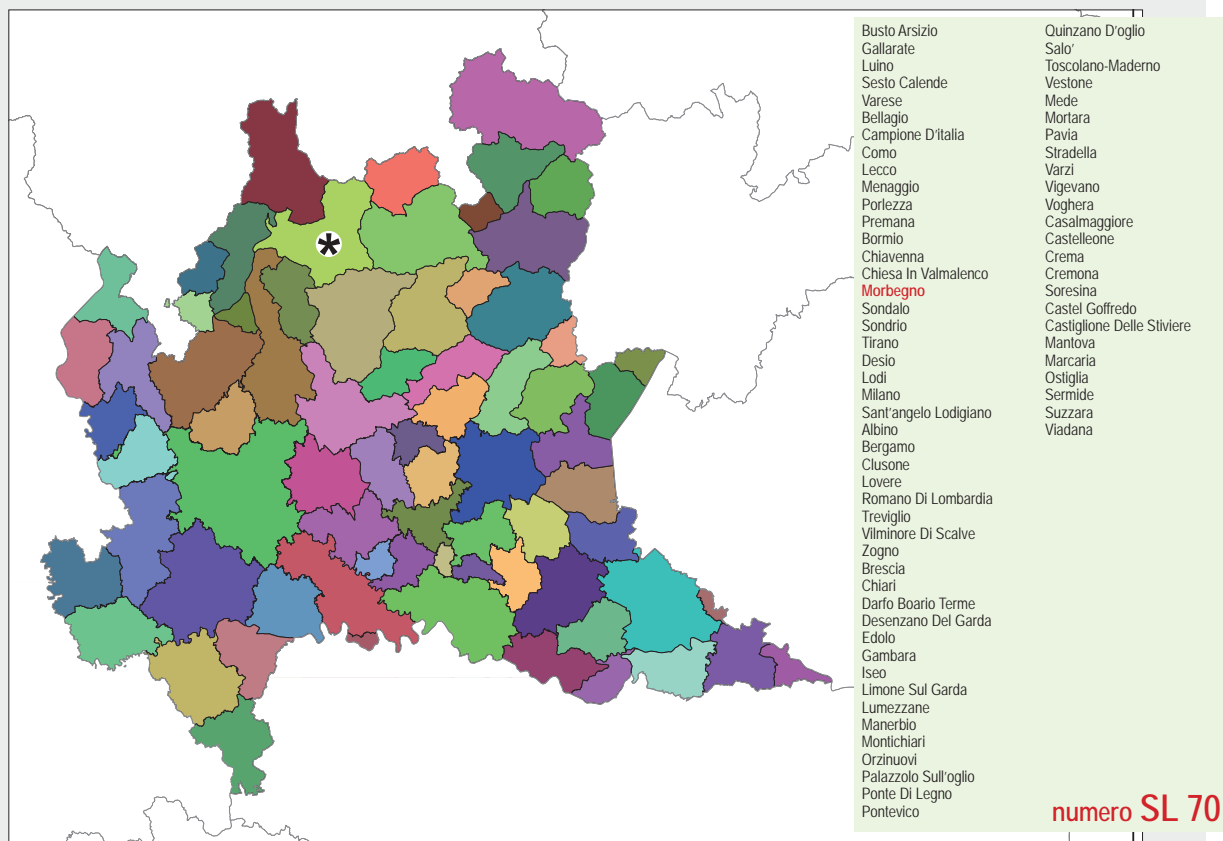 Busto Arsizio
Gallarate
Luino
Sesto Calende
Varese
Bellagio
Campione D'italia
Como
Lecco
Menaggio
Porlezza
Premana
Bormio
Chiavenna
Chiesa In Valmalenco
Morbegno
Sondalo
Sondrio
Tirano
Desio
Lodi
Milano
Sant'angelo Lodigiano
Albino
Bergamo
Clusone
Lovere
Romano Di Lombardia
Treviglio
Vilminore Di Scalve
Zogno
Brescia
Chiari
Darfo Boario Terme
Desenzano Del Garda
Edolo
Gambara
Iseo
Limone Sul Garda
Lumezzane
Manerbio
Montichiari
Orzinuovi
Palazzolo Sull'oglio
Ponte Di Legno
Pontevico
Quinzano D'oglio
Salo'
Toscolano-Maderno
Vestone
Mede
Mortara
Pavia
Stradella
Varzi
Vigevano
Voghera
Casalmaggiore
Castelleone
Crema
Cremona
Soresina
Castel Goffredo
Castiglione Delle Stiviere
Mantova
Marcaria
Ostiglia
Sermide
Suzzara
Viadana
numero SL 70
*